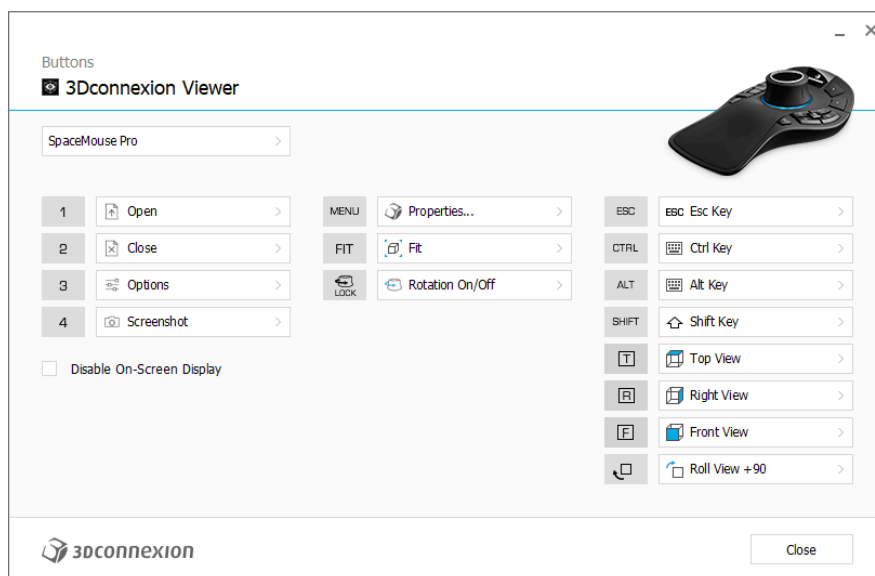 Buttons
3Dconnexion Viewer
SpaceMouse Pro
1 Open
2 Close
3 Options
4 Screenshot
Disable On-Screen Display
MENU Properties...
FIT Fit
LOCK Rotation On/Off
ESC ESC Esc Key
CTRL Ctrl Key
ALT Alt Key
SHIFT Shift Key
T Top View
R Right View
F Front View
Roll View +90
3Dconnexion
Close